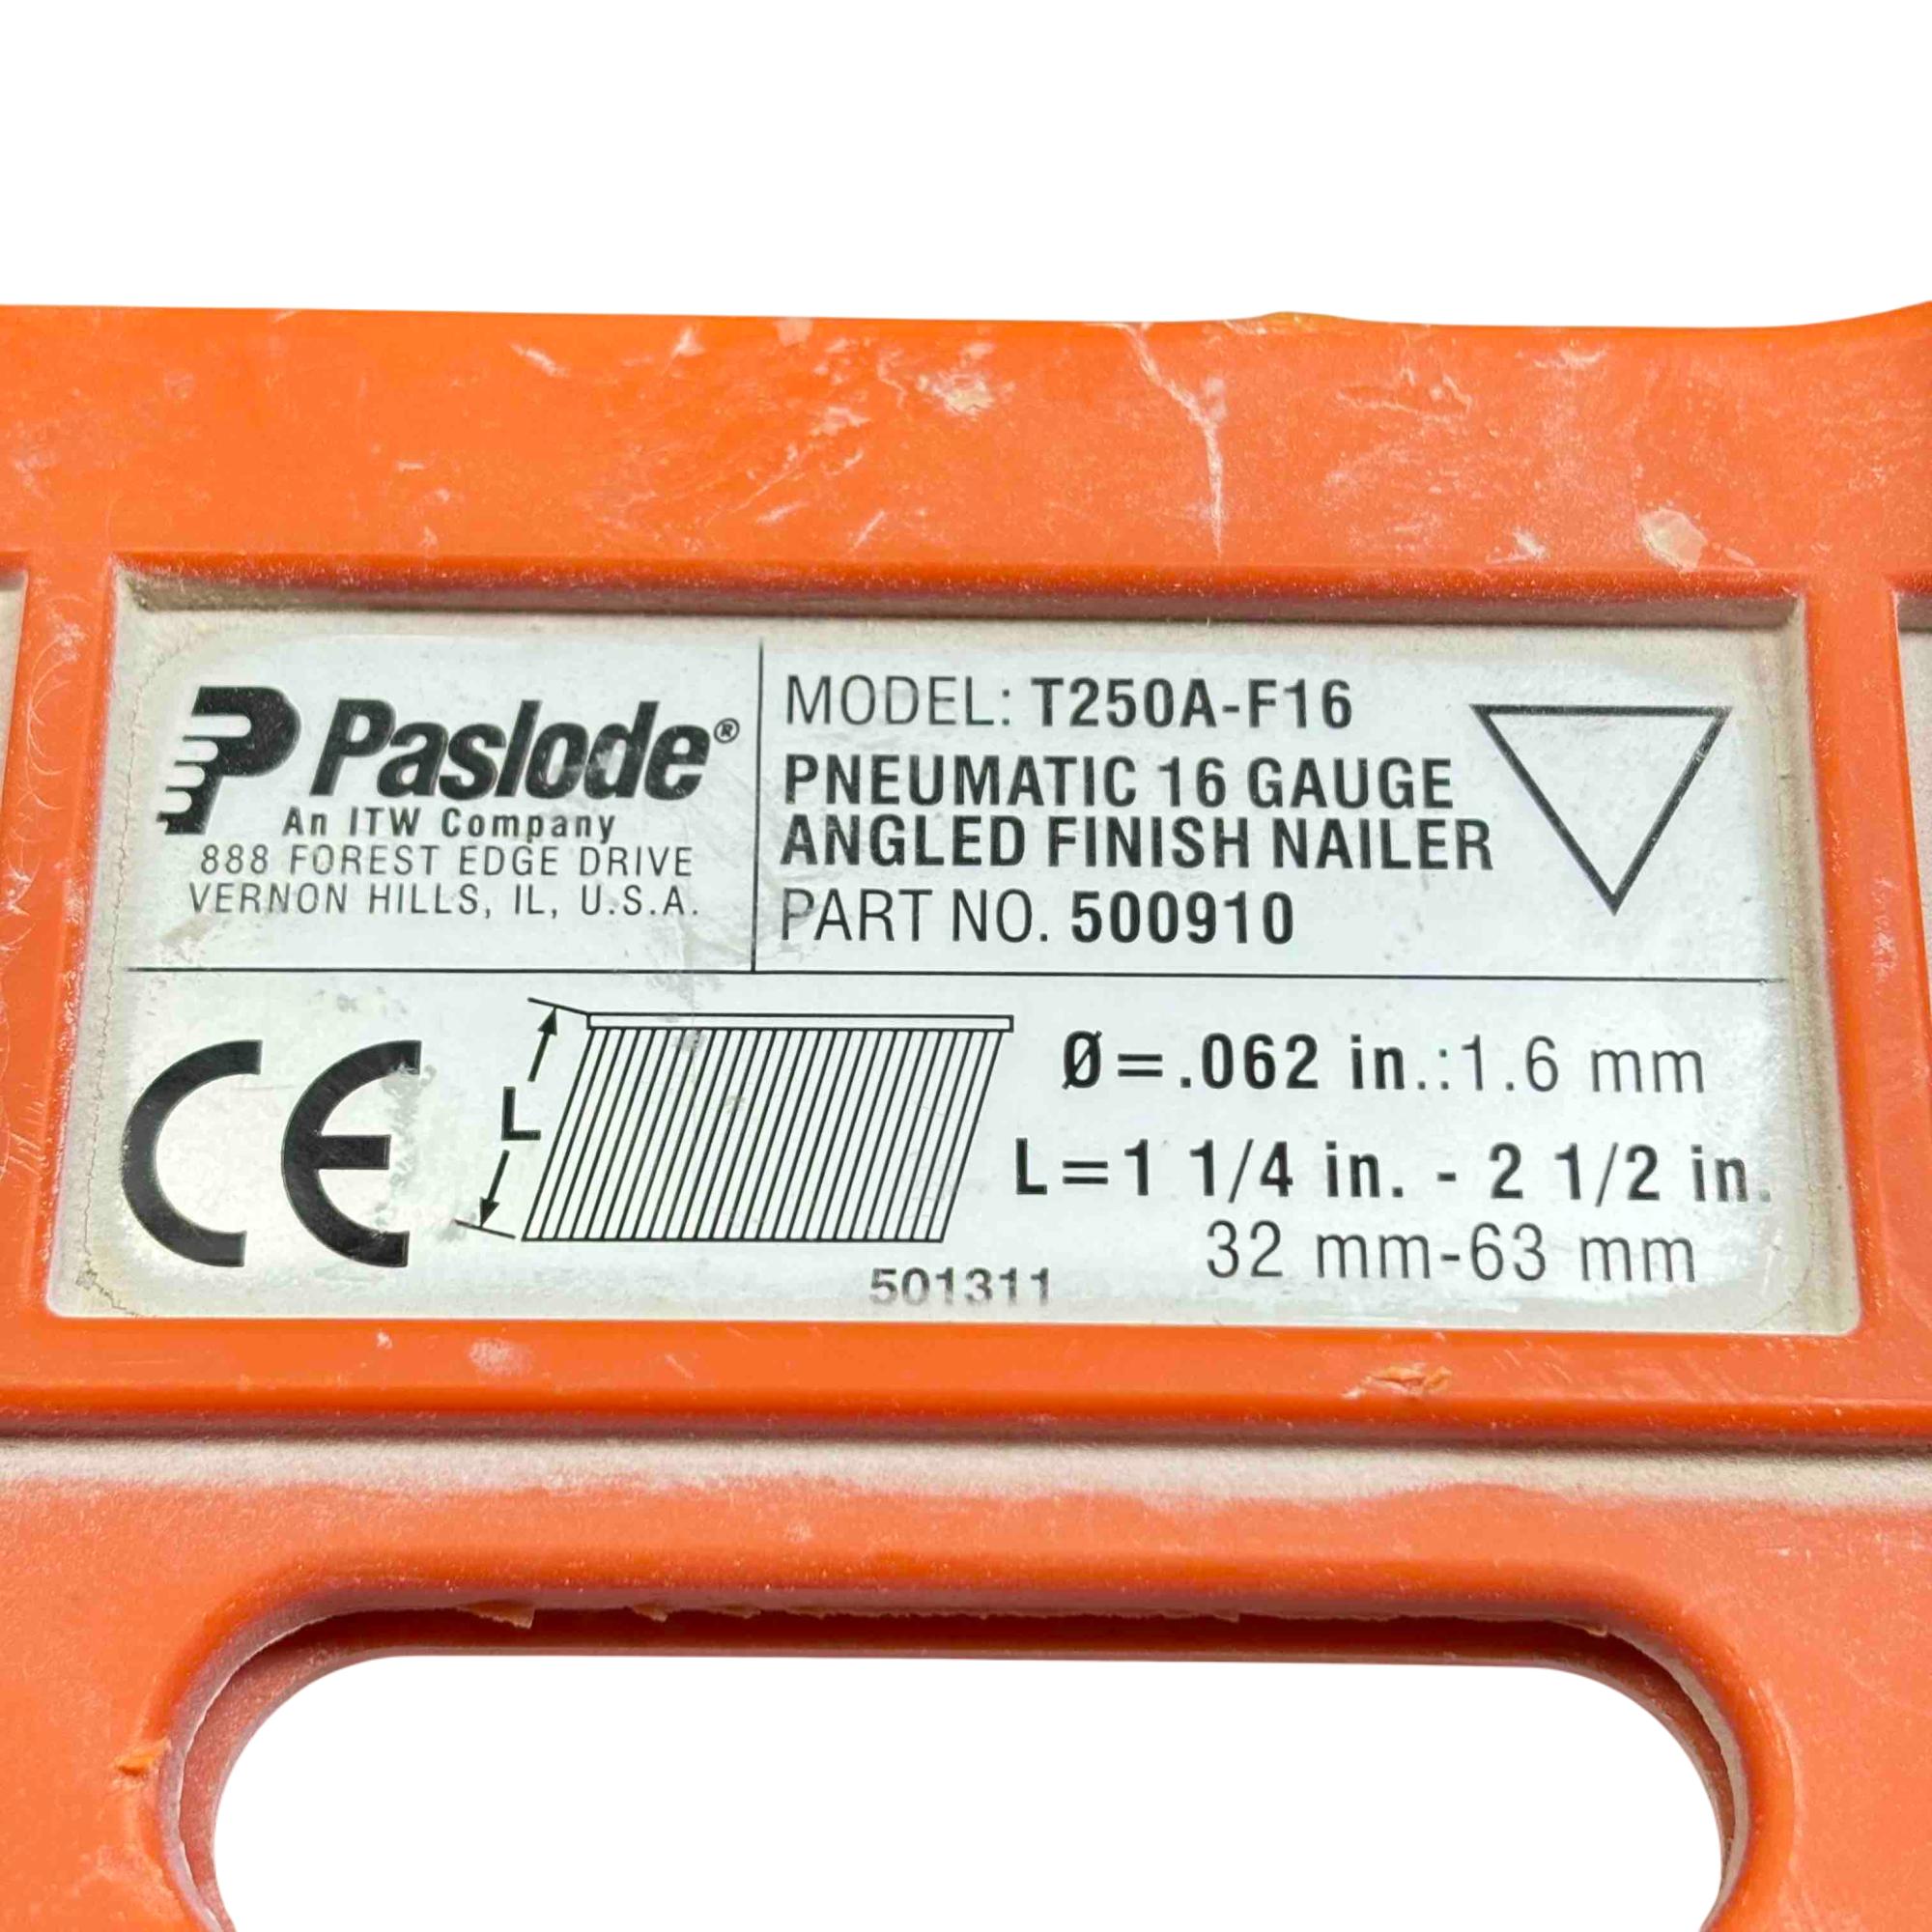 Paslode®
An ITW Company
888 FOREST EDGE DRIVE
VERNON HILLS, IL, U.S.A.
MODEL: T250A-F16
PNEUMATIC 16 GAUGE
ANGLED FINISH NAILER
PART NO. 500910
CE
L
Ø=.062 in.:1.6 mm
L=1 1/4 in. - 2 1/2 in.
32 mm-63 mm
501311